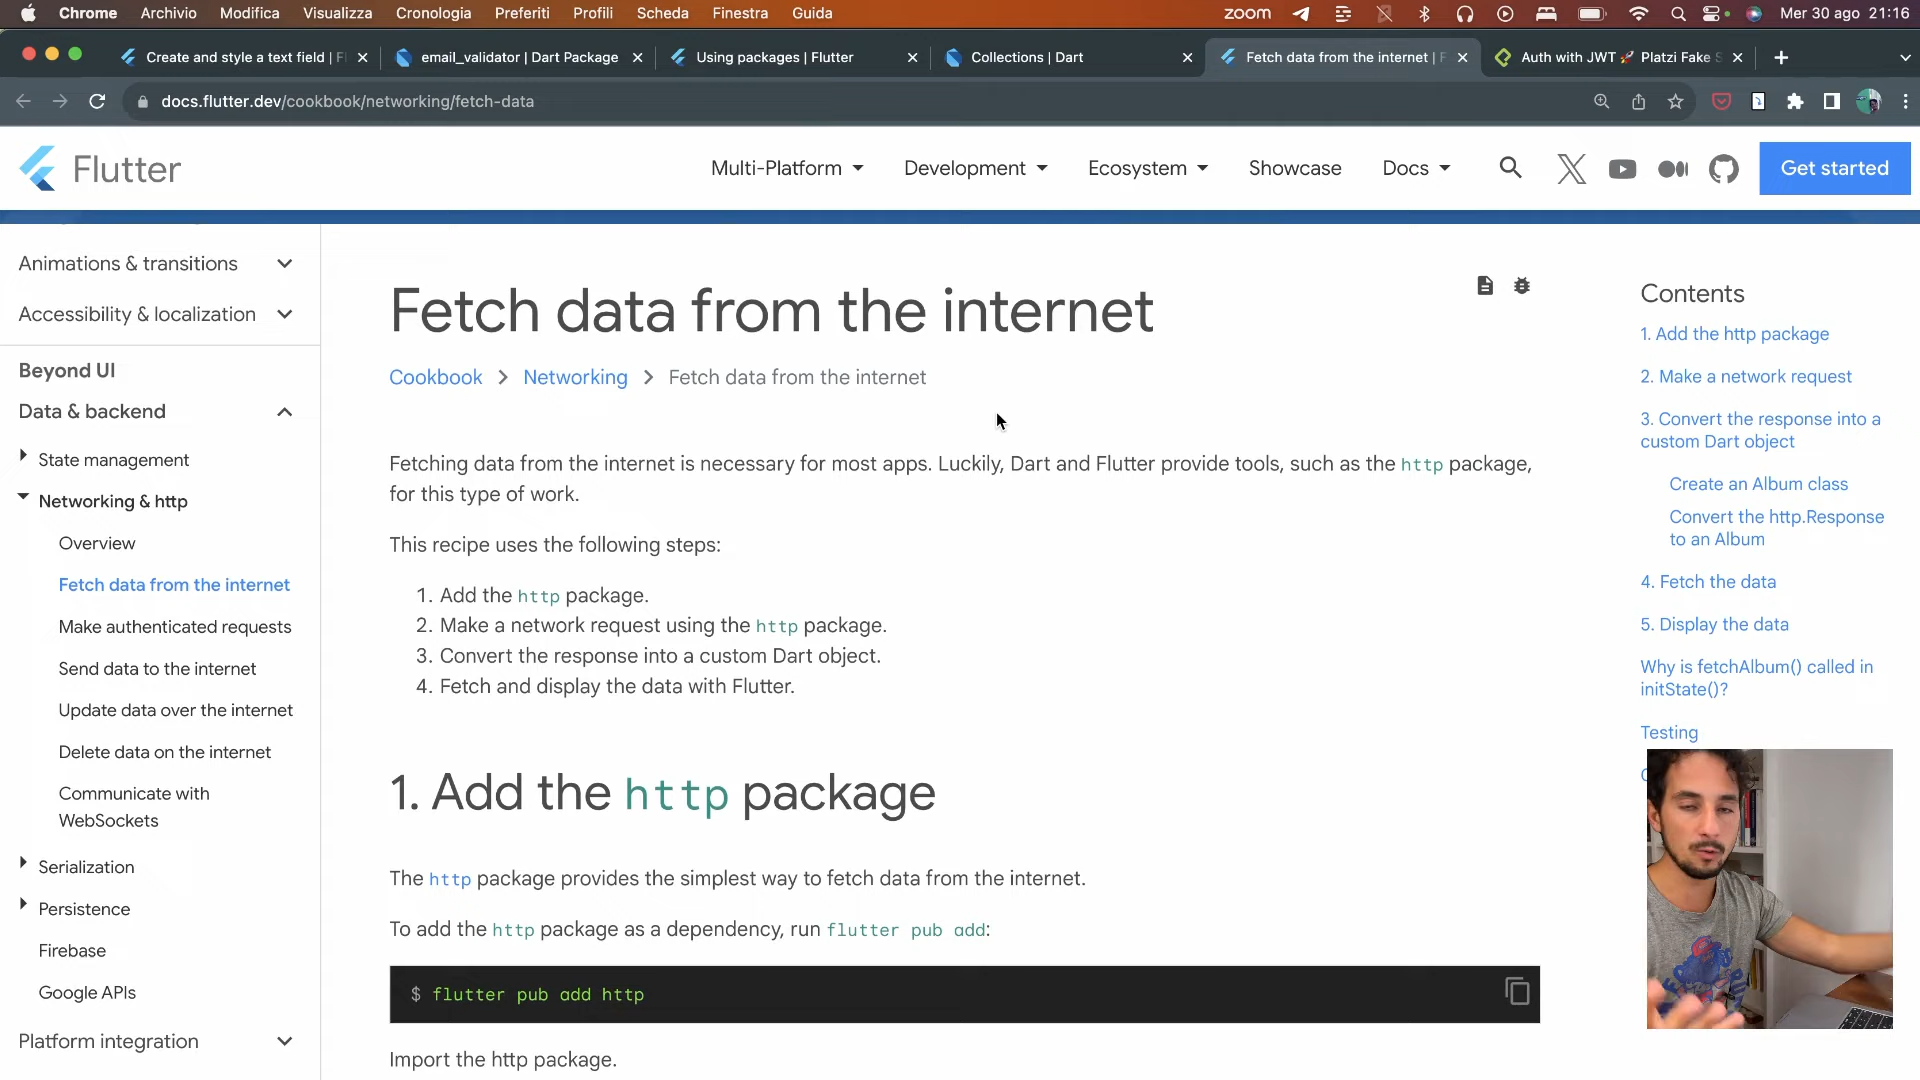 Chrome Archivio Modifica Visualizza Cronologia Preferiti Profili Scheda Finestra Guida zoom Mer 30 ago 21:16
Create and style a text field | Fl email_validator | Dart Package Using packages | Flutter Collections | Dart Fetch data from the internet | F Auth with JWT 🚀 Platzi Fake S
docs.flutter.dev/cookbook/networking/fetch-data
Flutter Multi-Platform Development Ecosystem Showcase Docs Get started
Animations & transitions
Accessibility & localization
Beyond UI
Data & backend
State management
Networking & http
Overview
Fetch data from the internet
Make authenticated requests
Send data to the internet
Update data over the internet
Delete data on the internet
Communicate with
WebSockets
Serialization
Persistence
Firebase
Google APIs
Platform integration
Fetch data from the internet
Cookbook > Networking > Fetch data from the internet
Fetching data from the internet is necessary for most apps. Luckily, Dart and Flutter provide tools, such as the http package,
for this type of work.
This recipe uses the following steps:
1. Add the http package.
2. Make a network request using the http package.
3. Convert the response into a custom Dart object.
4. Fetch and display the data with Flutter.
1. Add the http package
The http package provides the simplest way to fetch data from the internet.
To add the http package as a dependency, run flutter pub add:
$ flutter pub add http
Import the http package.
Contents
1. Add the http package
2. Make a network request
3. Convert the response into a
custom Dart object
Create an Album class
Convert the http.Response
to an Album
4. Fetch the data
5. Display the data
Why is fetchAlbum() called in
initState()?
Testing